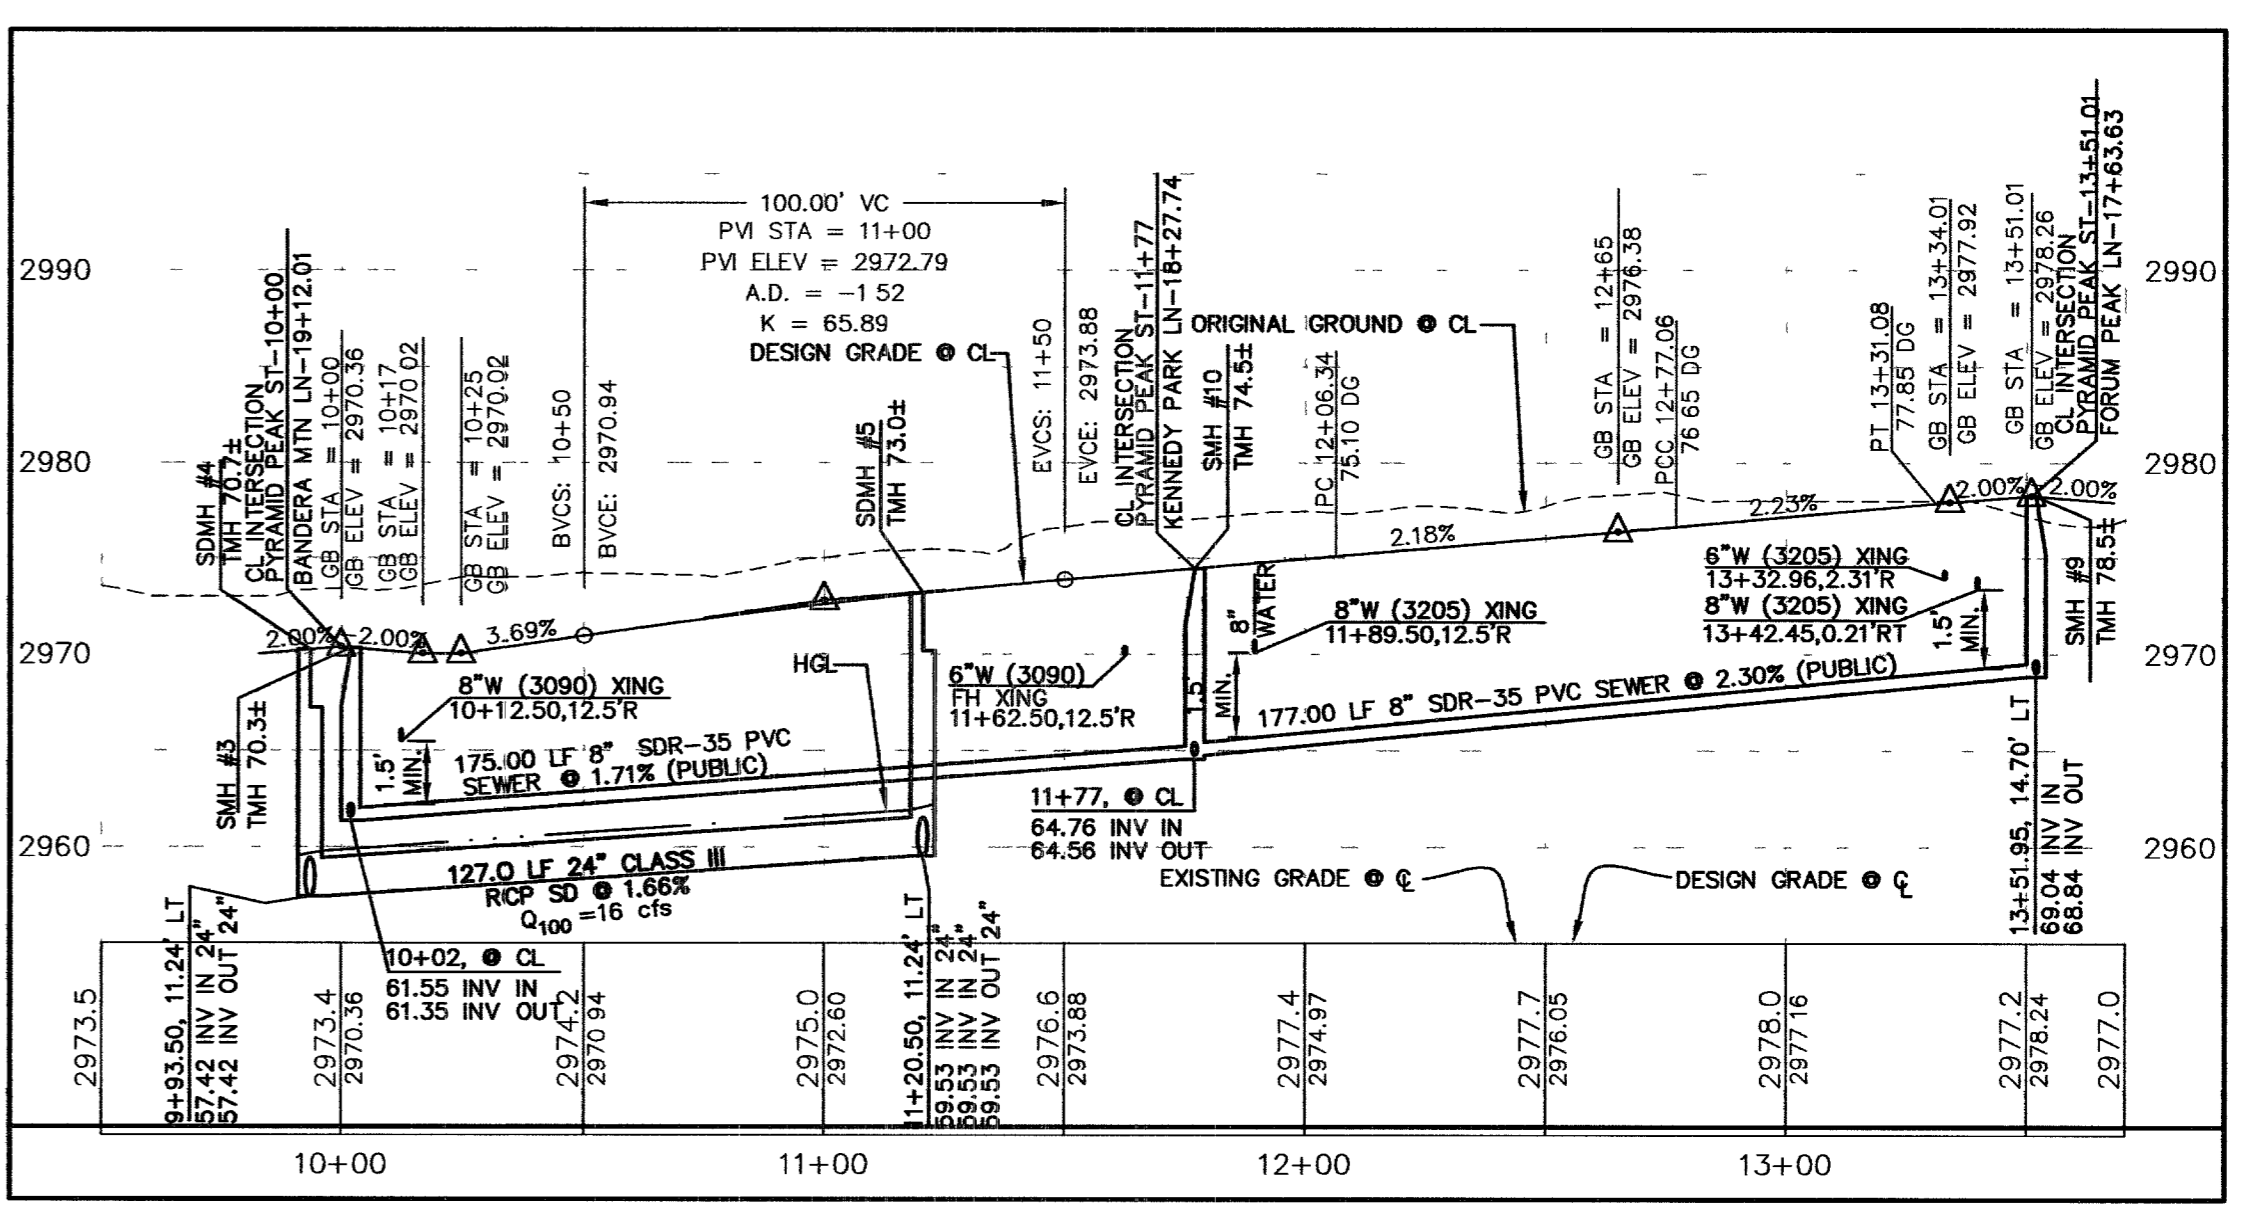 2990
2980
2970
2960
2990
2980
2970
2960
SDMH #4
TMH 70.7±
CL INTERSECTION
PYRAMID PEAK ST-10+00
BANDERA MTN LN-19+12.01
GB STA = 10+00
GB ELEV = 2970.36
GB STA = 10+17
GB ELEV = 2970 02
GB STA = 10+25
GB ELEV = 2970.02
BVCS: 10+50
BVCE: 2970.94
100.00' VC
PVI STA = 11+00
PVI ELEV = 2972.79
A.D. = -1 52
K = 65.89
DESIGN GRADE @ CL
SDMH #5
TMH 73.0±
EVCS: 11+50
EVCE: 2973.88
CL INTERSECTION
PYRAMID PEAK ST-11+77
KENNEDY PARK LN-18+27.74
SMH #10
TMH 74.5±
ORIGINAL GROUND @ CL
PC 12+06.34
75.10 DG
GB STA = 12+65
GB ELEV = 2976.38
PCC 12+77.06
76 65 DG
PT 13+31.08
77.85 DG
GB STA = 13+34.01
GB ELEV = 2977.92
GB STA = 13+51.01
GB ELEV = 2978.26
CL INTERSECTION
PYRAMID PEAK ST-13+51.01
FORUM PEAK LN-17+63.63
2.00%
2.00%
3.69%
2.18%
2.23%
2.00%
2.00%
SMH #3
TMH 70.3±
8"W (3090) XING
10+12.50,12.5'R
1.5'
MIN.
175.00 LF 8" SDR-35 PVC
SEWER @ 1.71% (PUBLIC)
HGL
6"W (3090)
FH XING
11+62.50,12.5'R
1.5'
MIN.
8"
WATER
8"W (3205) XING
11+89.50,12.5'R
177.00 LF 8" SDR-35 PVC SEWER @ 2.30% (PUBLIC)
6"W (3205) XING
13+32.96,2.31'R
8"W (3205) XING
13+42.45,0.21'RT
1.5'
MIN.
SMH #9
TMH 78.5±
127.0 LF 24" CLASS III
RCP SD @ 1.66%
Q100 =16 cfs
11+77, @ CL
64.76 INV IN
64.56 INV OUT
EXISTING GRADE @ ℄
DESIGN GRADE @ ℄
10+02, @ CL
61.55 INV IN
61.35 INV OUT
9+93.50, 11.24' LT
57.42 INV IN 24"
57.42 INV OUT 24"
11+20.50, 11.24' LT
59.53 INV IN 24"
59.53 INV IN 24"
59.53 INV OUT 24"
13+51.95, 14.70' LT
69.04 INV IN
68.84 INV OUT
2973.5
2973.4
2970.36
2974.2
2970 94
2975.0
2972.60
2976.6
2973.88
2977.4
2974.97
2977.7
2976.05
2978.0
2977 16
2977.2
2978.24
2977.0
10+00
11+00
12+00
13+00